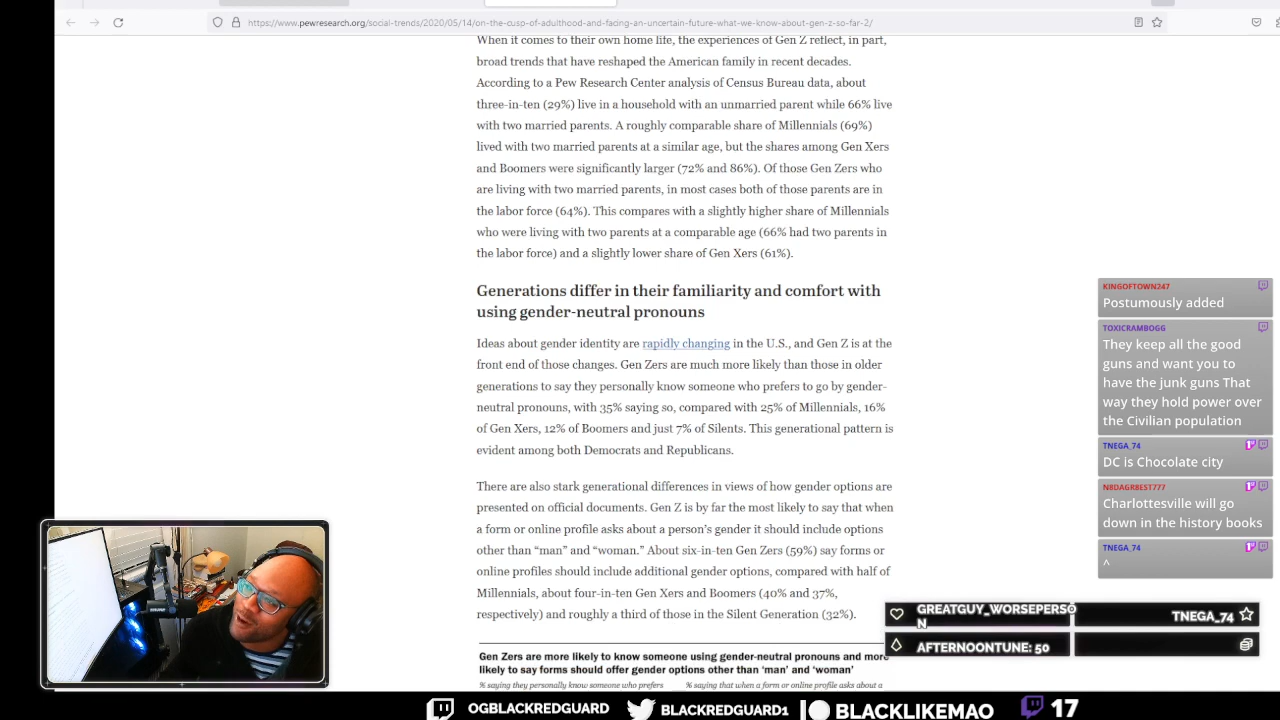 https://www.pewresearch.org/social-trends/2020/05/14/on-the-cusp-of-adulthood-and-facing-an-uncertain-future-what-we-know-about-gen-z-so-far-2/
When it comes to their own home life, the experiences of Gen Z reflect, in part,
broad trends that have reshaped the American family in recent decades.
According to a Pew Research Center analysis of Census Bureau data, about
three-in-ten (29%) live in a household with an unmarried parent while 66% live
with two married parents. A roughly comparable share of Millennials (69%)
lived with two married parents at a similar age, but the shares among Gen Xers
and Boomers were significantly larger (72% and 86%). Of those Gen Zers who
are living with two married parents, in most cases both of those parents are in
the labor force (64%). This compares with a slightly higher share of Millennials
who were living with two parents at a comparable age (66% had two parents in
the labor force) and a slightly lower share of Gen Xers (61%).
Generations differ in their familiarity and comfort with
using gender-neutral pronouns
Ideas about gender identity are rapidly changing in the U.S., and Gen Z is at the
front end of those changes. Gen Zers are much more likely than those in older
generations to say they personally know someone who prefers to go by gender-
neutral pronouns, with 35% saying so, compared with 25% of Millennials, 16%
of Gen Xers, 12% of Boomers and just 7% of Silents. This generational pattern is
evident among both Democrats and Republicans.
There are also stark generational differences in views of how gender options are
presented on official documents. Gen Z is by far the most likely to say that when
a form or online profile asks about a person's gender it should include options
other than "man" and "woman." About six-in-ten Gen Zers (59%) say forms or
online profiles should include additional gender options, compared with half of
Millennials, about four-in-ten Gen Xers and Boomers (40% and 37%,
respectively) and roughly a third of those in the Silent Generation (32%).
Gen Zers are more likely to know someone using gender-neutral pronouns and more
likely to say forms should offer gender options other than 'man' and 'woman'
% saying they personally know someone who prefers
% saying that when a form or online profile asks about a
KINGOFTOWN247
Postumously added
TOXICRAMBOGG
They keep all the good
guns and want you to
have the junk guns That
way they hold power over
the Civilian population
TNEGA_74
DC is Chocolate city
N8DAGR8EST777
Charlottesville will go
down in the history books
TNEGA_74
^
GREATGUY_WORSEPERSO
N
TNEGA_74
AFTERNOONTUNE: 50
OGBLACKREDGUARD
BLACKREDGUARD1
BLACKLIKEMAO
17